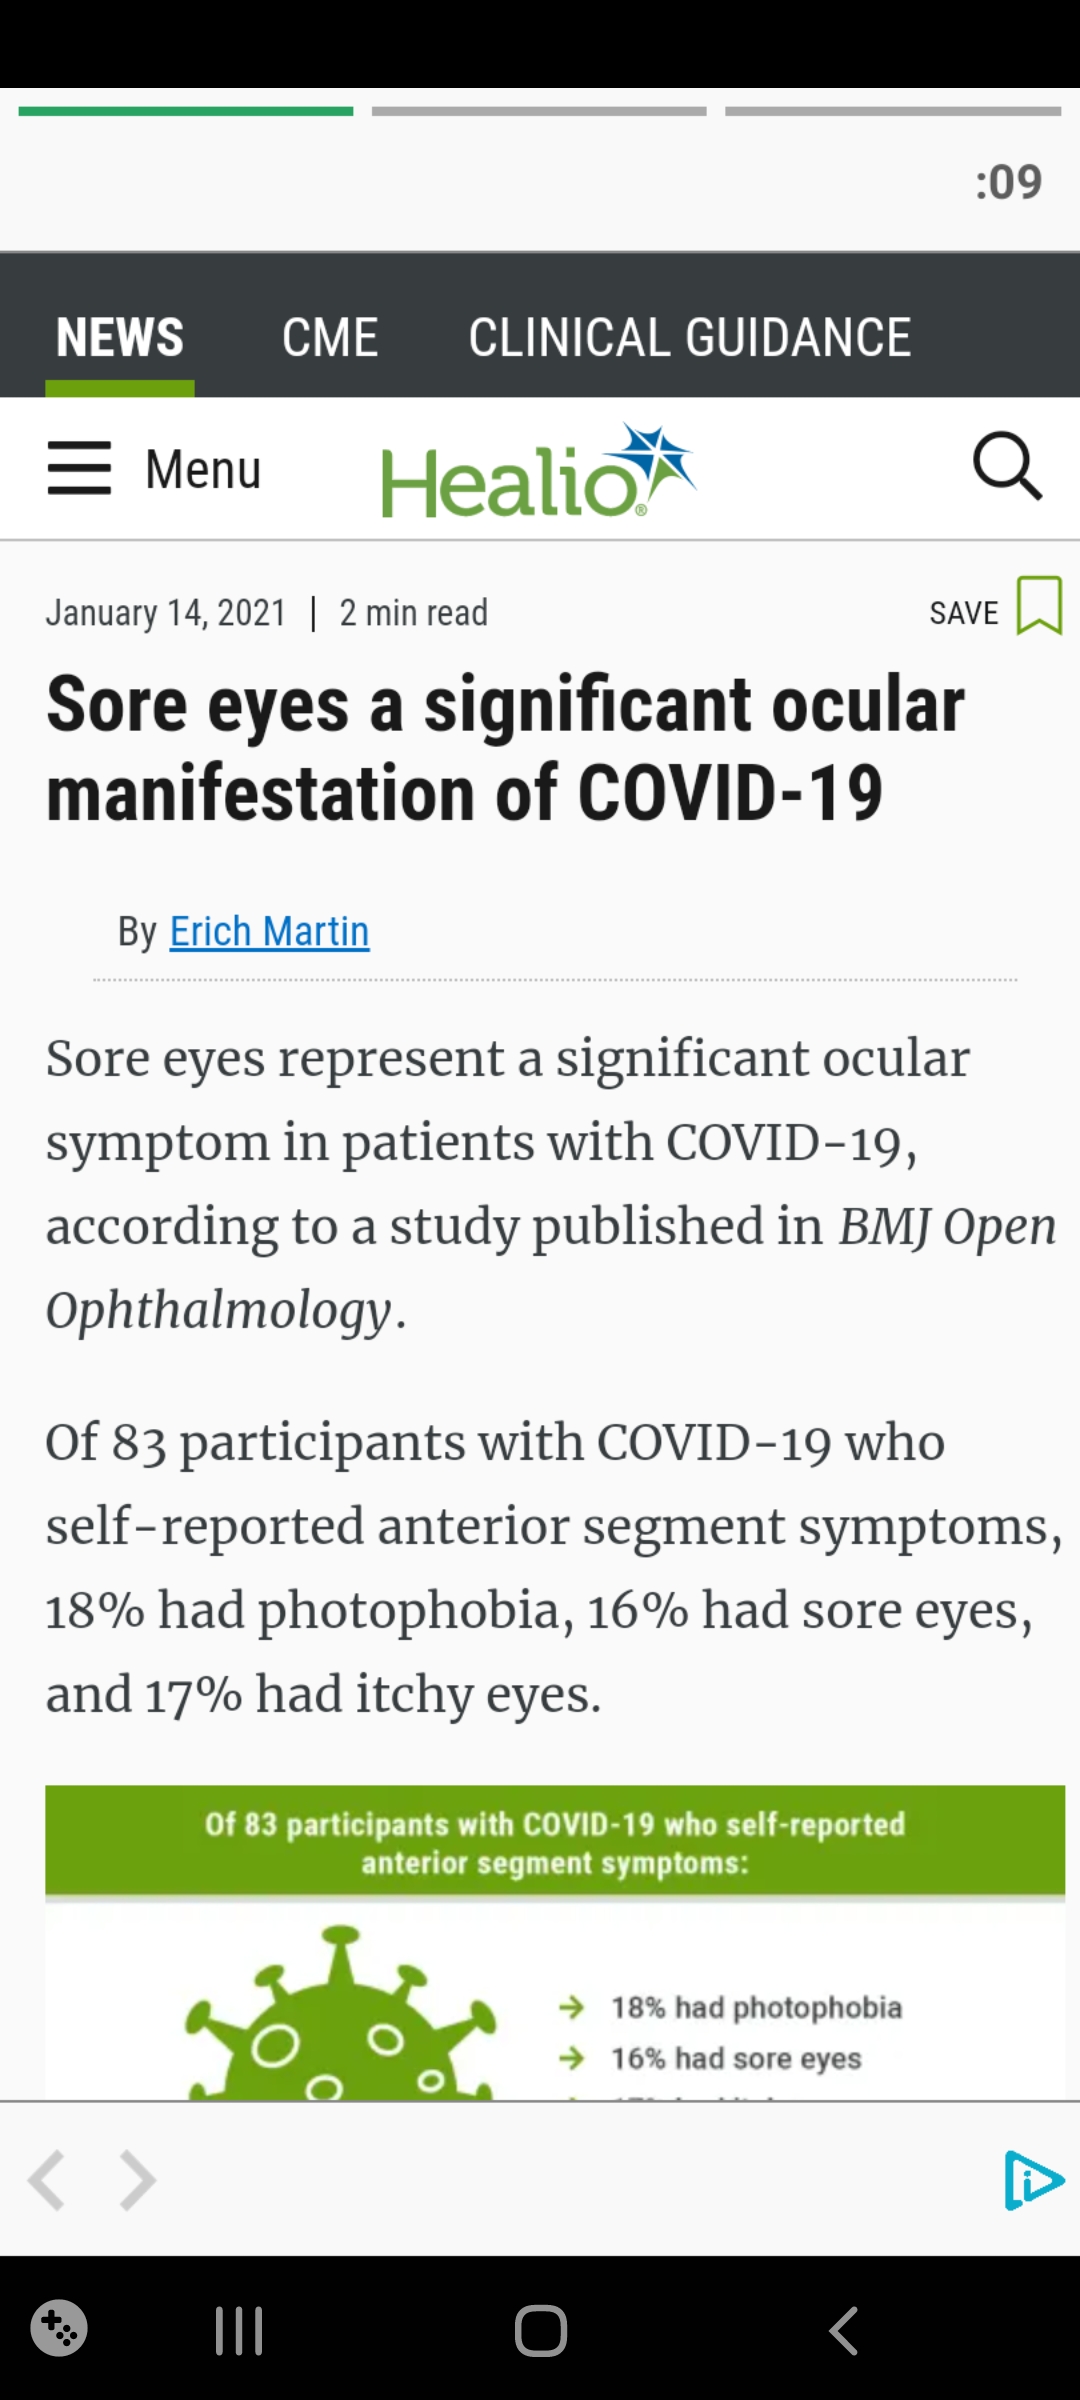 :09
NEWS CME CLINICAL GUIDANCE
Menu Healio®
January 14, 2021 | 2 min read SAVE
Sore eyes a significant ocular
manifestation of COVID-19
By Erich Martin
Sore eyes represent a significant ocular
symptom in patients with COVID-19,
according to a study published in BMJ Open
Ophthalmology.
Of 83 participants with COVID-19 who
self-reported anterior segment symptoms,
18% had photophobia, 16% had sore eyes,
and 17% had itchy eyes.
Of 83 participants with COVID-19 who self-reported
anterior segment symptoms:
18% had photophobia
16% had sore eyes